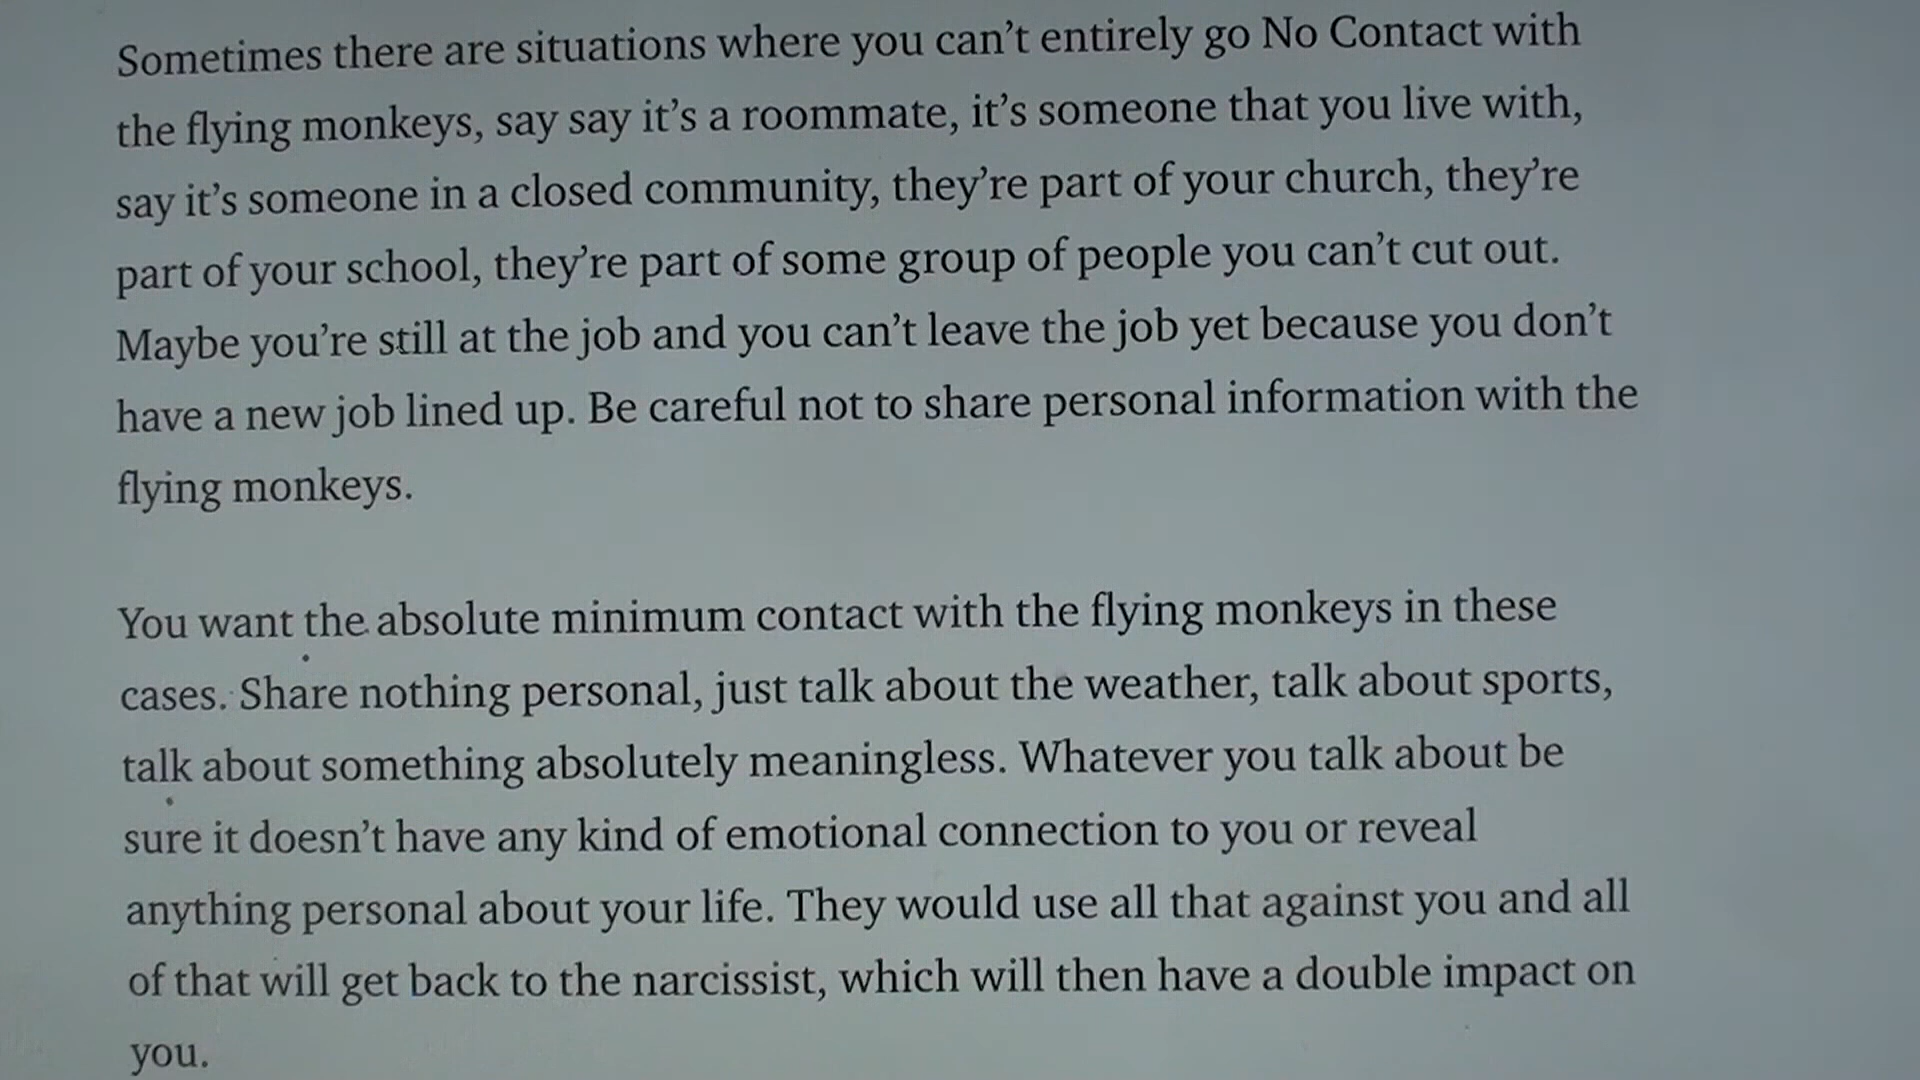 Sometimes there are situations where you can’t entirely go No Contact with
the flying monkeys, say say it’s a roommate, it’s someone that you live with,
say it’s someone in a closed community, they’re part of your church, they’re
part of your school, they’re part of some group of people you can’t cut out.
Maybe you’re still at the job and you can’t leave the job yet because you don’t
have a new job lined up. Be careful not to share personal information with the
flying monkeys.
You want the absolute minimum contact with the flying monkeys in these
cases. Share nothing personal, just talk about the weather, talk about sports,
talk about something absolutely meaningless. Whatever you talk about be
sure it doesn’t have any kind of emotional connection to you or reveal
anything personal about your life. They would use all that against you and all
of that will get back to the narcissist, which will then have a double impact on
you.